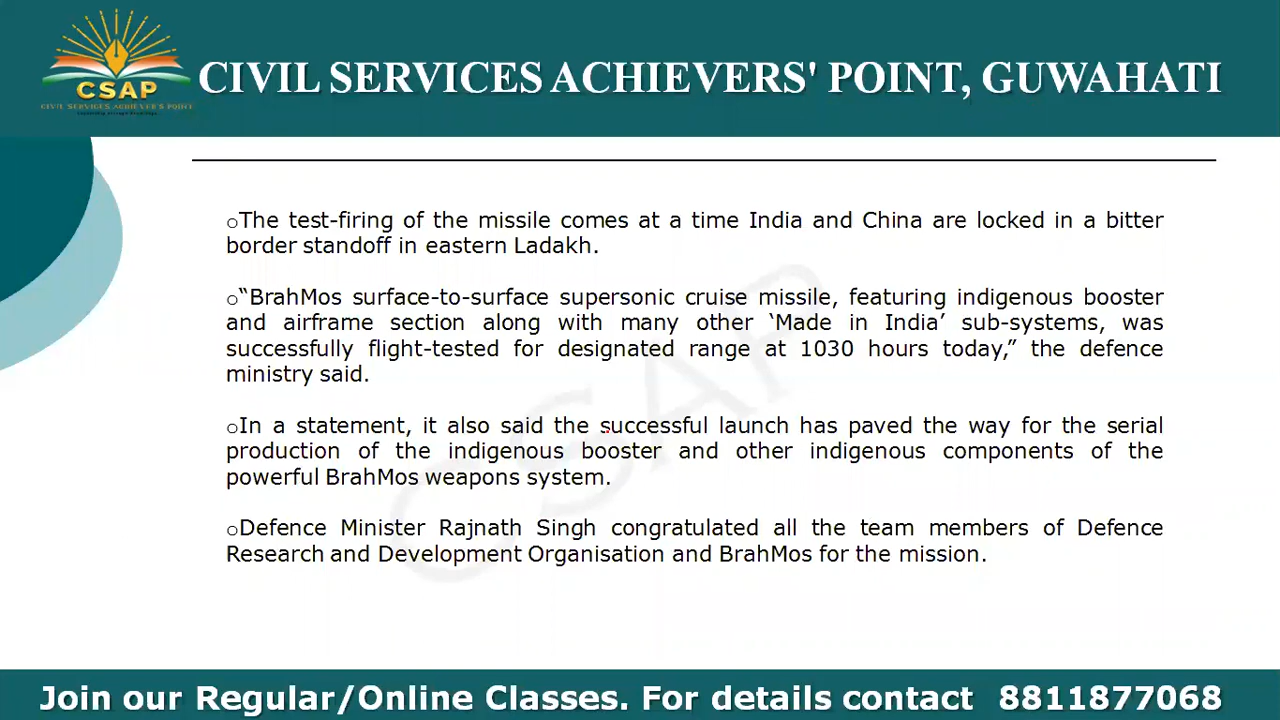 CIVIL SERVICES ACHIEVERS' POINT, GUWAHATI
CSAP
CIVIL SERVICES ACHIEVER'S POINT
oThe test-firing of the missile comes at a time India and China are locked in a bitter
border standoff in eastern Ladakh.
o“BrahMos surface-to-surface supersonic cruise missile, featuring indigenous booster
and airframe section along with many other ‘Made in India’ sub-systems, was
successfully flight-tested for designated range at 1030 hours today,” the defence
ministry said.
oIn a statement, it also said the successful launch has paved the way for the serial
production of the indigenous booster and other indigenous components of the
powerful BrahMos weapons system.
oDefence Minister Rajnath Singh congratulated all the team members of Defence
Research and Development Organisation and BrahMos for the mission.
CSAP
Join our Regular/Online Classes. For details contact 8811877068